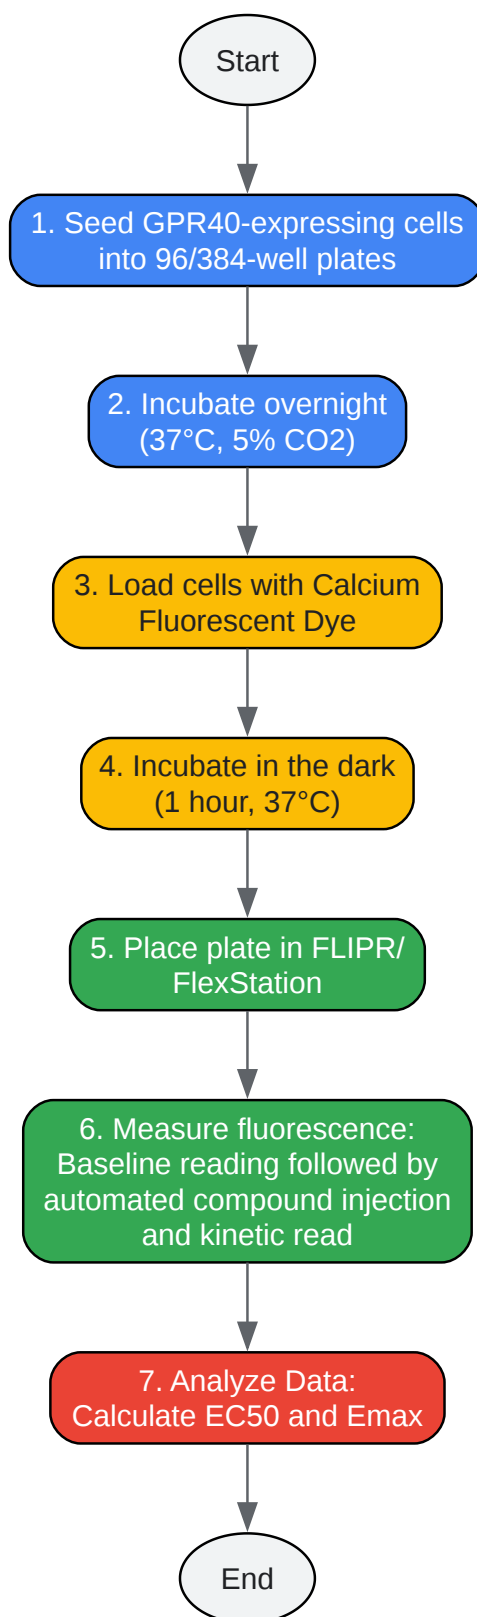 Start
1. Seed GPR40-expressing cells
into 96/384-well plates
2. Incubate overnight
(37°C, 5% CO2)
3. Load cells with Calcium
Fluorescent Dye
4. Incubate in the dark
(1 hour, 37°C)
5. Place plate in FLIPR/
FlexStation
6. Measure fluorescence:
Baseline reading followed by
automated compound injection
and kinetic read
7. Analyze Data:
Calculate EC50 and Emax
End